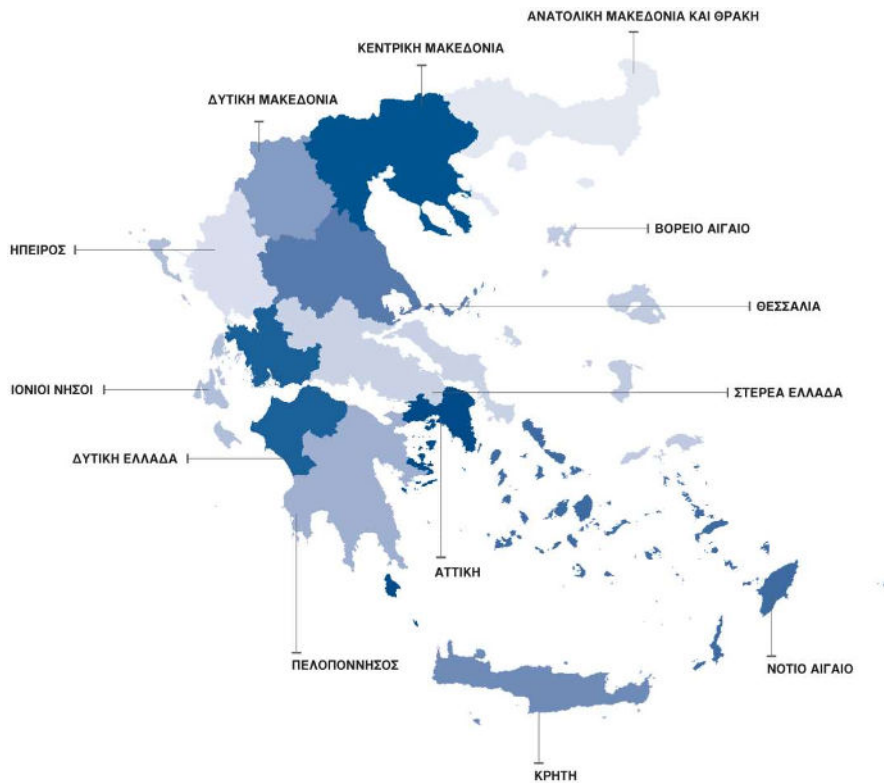 ΑΝΑΤΟΛΙΚΗ ΜΑΚΕΔΟΝΙΑ ΚΑΙ ΘΡΑΚΗ
ΚΕΝΤΡΙΚΗ ΜΑΚΕΔΟΝΙΑ
ΔΥΤΙΚΗ ΜΑΚΕΔΟΝΙΑ
ΒΟΡΕΙΟ ΑΙΓΑΙΟ
ΗΠΕΙΡΟΣ
ΘΕΣΣΑΛΙΑ
ΙΟΝΙΟΙ ΝΗΣΟΙ
ΣΤΕΡΕΑ ΕΛΛΑΔΑ
ΔΥΤΙΚΗ ΕΛΛΑΔΑ
ΑΤΤΙΚΗ
ΠΕΛΟΠΟΝΝΗΣΟΣ
ΝΟΤΙΟ ΑΙΓΑΙΟ
ΚΡΗΤΗ